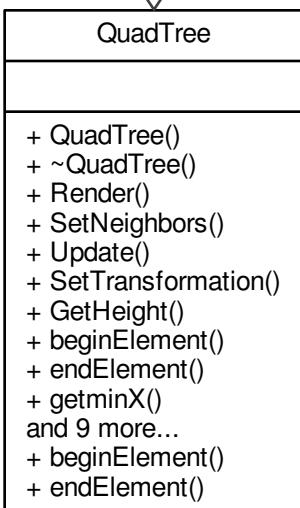 QuadTree
+ QuadTree()
+ ~QuadTree()
+ Render()
+ SetNeighbors()
+ Update()
+ SetTransformation()
+ GetHeight()
+ beginElement()
+ endElement()
+ getminX()
and 9 more...
+ beginElement()
+ endElement()